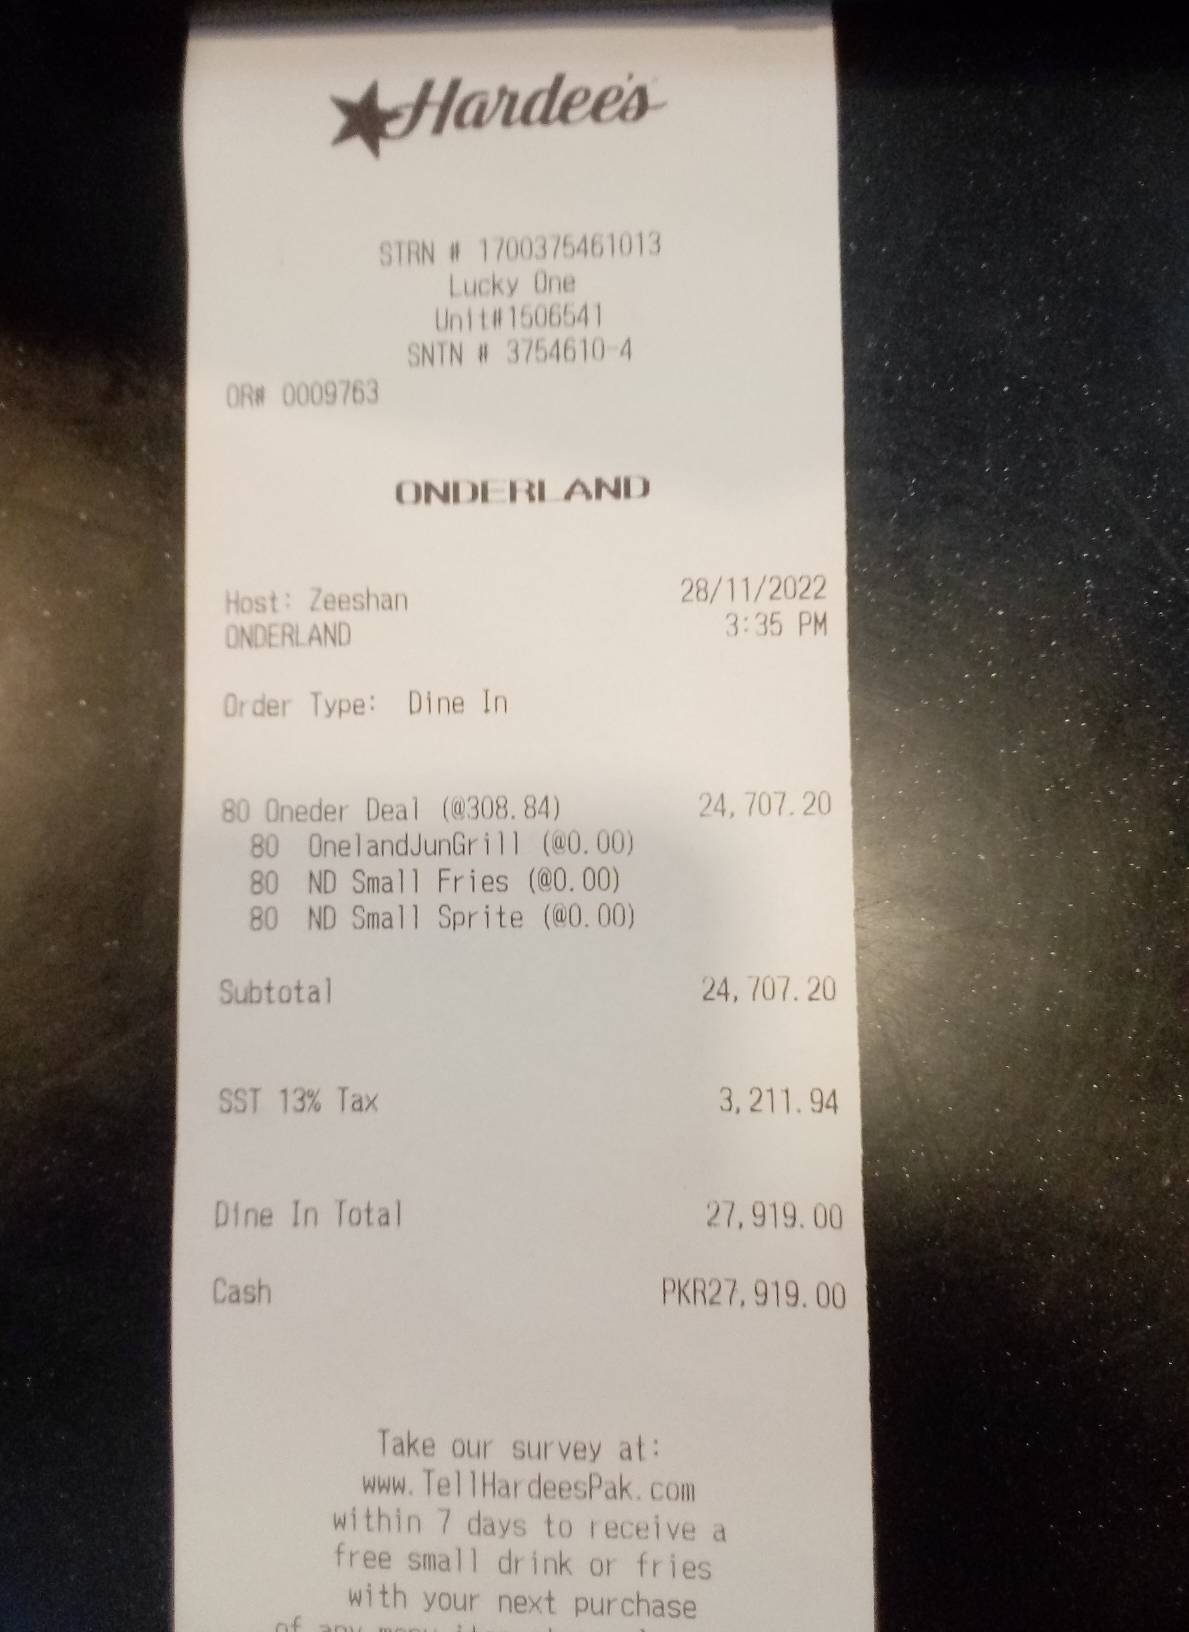 Hardee's
STRN # 1700375461013
Lucky One
Unit#1506541
SNTN # 3754610-4
OR# 0009763
ONDERLAND
Host: Zeeshan 28/11/2022
ONDERLAND 3:35 PM
Order Type: Dine In
80 Oneder Deal (@308.84) 24,707.20
80 OnelandJunGrill (@0.00)
80 ND Small Fries (@0.00)
80 ND Small Sprite (@0.00)
Subtotal 24,707.20
SST 13% Tax 3,211.94
Dine In Total 27,919.00
Cash PKR27,919.00
Take our survey at:
www.TellHardeesPak.com
within 7 days to receive a
free small drink or fries
with your next purchase
of any menu